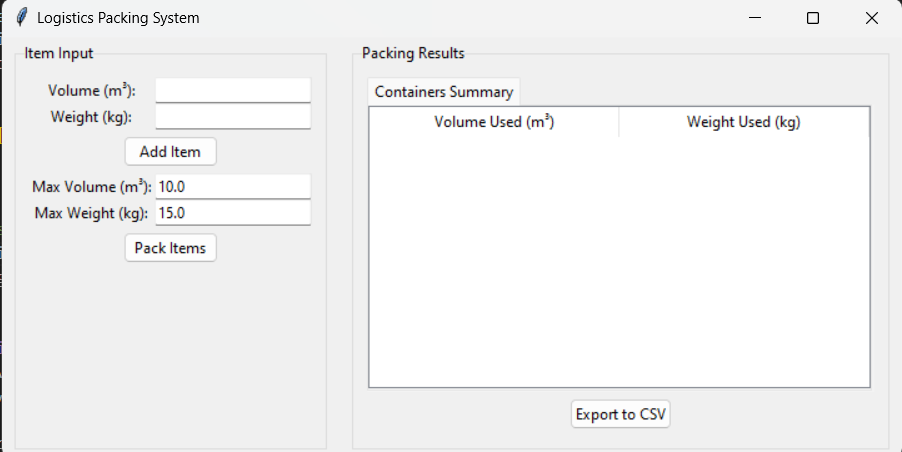 Logistics Packing System
Item Input
Volume (m³):
Weight (kg):
Add Item
Max Volume (m³): 10.0
Max Weight (kg): 15.0
Pack Items
Packing Results
Containers Summary
Volume Used (m³) Weight Used (kg)
Export to CSV